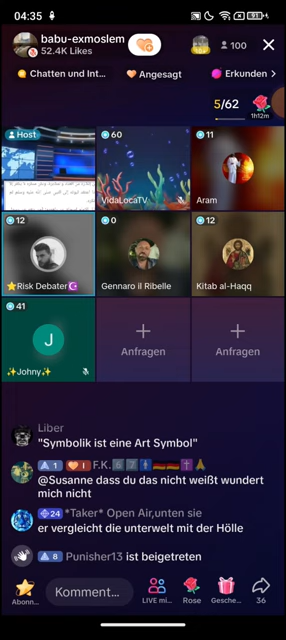 04:35
91
babu-exmoslem
52.4K Likes
100
Chatten und Int...
Angesagt
Erkunden
5/62
1h12m
Host
60
VidaLocaTV
11
Aram
12
⭐Risk Debater☪
0
Gennaro il Ribelle
12
Kitab al-Haqq
41
J
✨Johny✨
Anfragen
Anfragen
Liber
"Symbolik ist eine Art Symbol"
1 I F.K.
@Susanne dass du das nicht weißt wundert
mich nicht
24 *Taker* Open Air,unten sie
er vergleicht die unterwelt mit der Hölle
8 Punisher13 ist beigetreten
Abonn...
Komment...
LIVE mi...
Rose
Gesche...
36